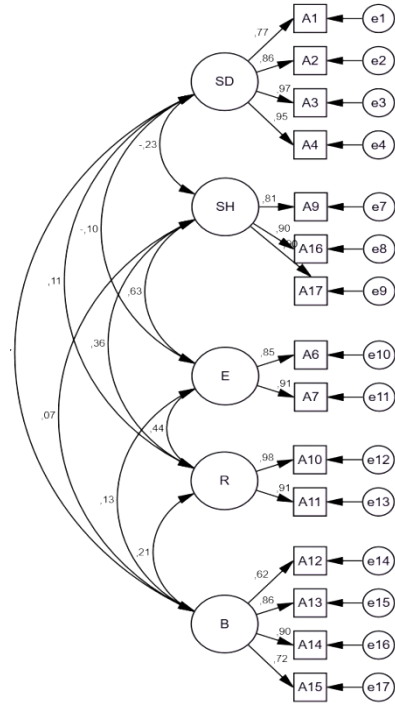 A1
e1
,77
A2
e2
,86
SD
A3
e3
,97
A4
e4
,95
-,23
SH
A9
e7
,81
A16
e8
,90
A17
e9
-,10
,11
,36
,63
E
A6
e10
,85
A7
e11
,91
,07
,44
R
A10
e12
,98
A11
e13
,91
,13
,21
B
A12
e14
,62
A13
e15
,86
A14
e16
,90
A15
e17
,72